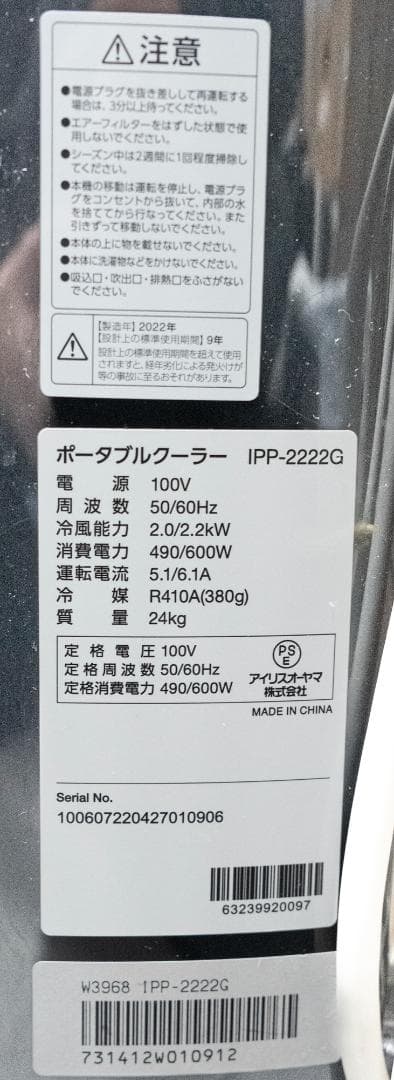 ⚠注意
●電源プラグを抜き差しして再運転する
場合は、3分以上待ってください。
●エアーフィルターをはずした状態で使
用しないでください。
●シーズン中は2週間に1回程度掃除し
てください。
●本機の移動は運転を停止し、電源プラ
グをコンセントから抜いて、内部の水
を捨ててから行なってください。また
引きずって移動しないでください。
●本体の上に物を載せないでください。
●本体に洗濯物などをかけないでください。
●吸込口・吹出口・排熱口をふさがない
でください。
【製造年】2022年
【設計上の標準使用期間】9年
設計上の標準使用期間を超えて使用
されますと、経年劣化による発火けが
等の事故に至るおそれがあります。
ポータブルクーラー IPP-2222G
電源 100V
周波数 50/60Hz
冷風能力 2.0/2.2kW
消費電力 490/600W
運転電流 5.1/6.1A
冷媒 R410A(380g)
質量 24kg
定格電圧 100V
定格周波数 50/60Hz
定格消費電力 490/600W
PSE
アイリスオーヤマ
株式会社
MADE IN CHINA
Serial No.
100607220427010906
63239920097
W3968 IPP-2222G
731412W010912